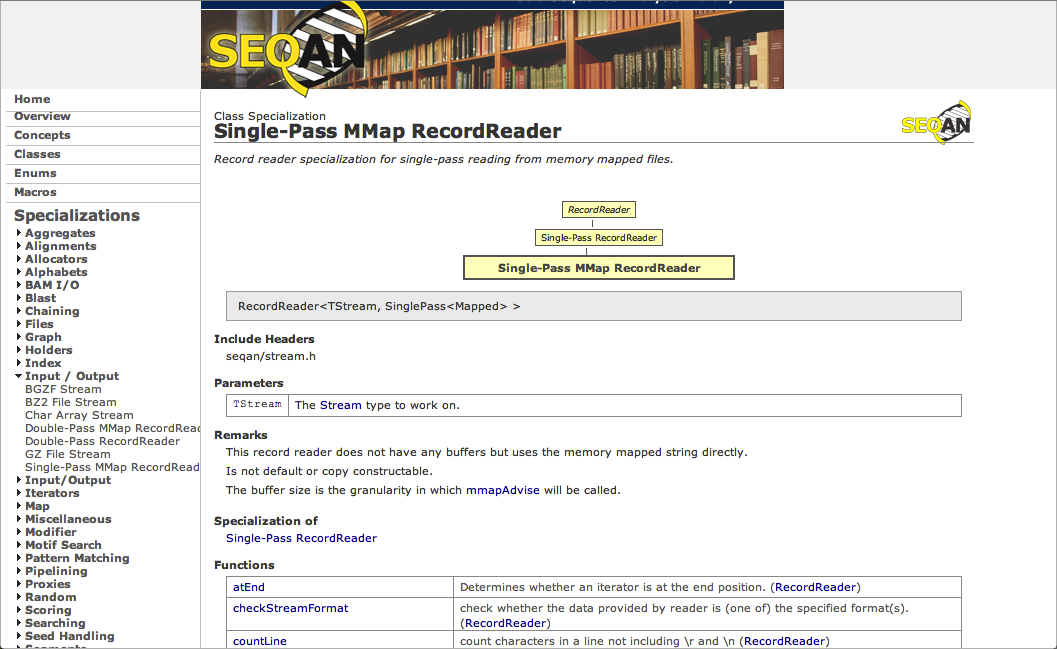 SEQAN
Home
Overview
Concepts
Classes
Enums
Macros
Specializations
Aggregates
Alignments
Allocators
Alphabets
BAM I/O
Blast
Chaining
Files
Graph
Holders
Index
Input / Output
BGZF Stream
BZ2 File Stream
Char Array Stream
Double-Pass MMap RecordRead
Double-Pass RecordReader
GZ File Stream
Single-Pass MMap RecordRead
Input/Output
Iterators
Map
Miscellaneous
Modifier
Motif Search
Pattern Matching
Pipelining
Proxies
Random
Scoring
Searching
Seed Handling
Class Specialization
Single-Pass MMap RecordReader
SEQAN
Record reader specialization for single-pass reading from memory mapped files.
RecordReader
Single-Pass RecordReader
Single-Pass MMap RecordReader
RecordReader<TStream, SinglePass<Mapped> >
Include Headers
seqan/stream.h
Parameters
TStream The Stream type to work on.
Remarks
This record reader does not have any buffers but uses the memory mapped string directly.
Is not default or copy constructable.
The buffer size is the granularity in which mmapAdvise will be called.
Specialization of
Single-Pass RecordReader
Functions
atEnd Determines whether an iterator is at the end position. (RecordReader)
checkStreamFormat check whether the data provided by reader is (one of) the specified format(s).
(RecordReader)
countLine count characters in a line not including \r and \n (RecordReader)